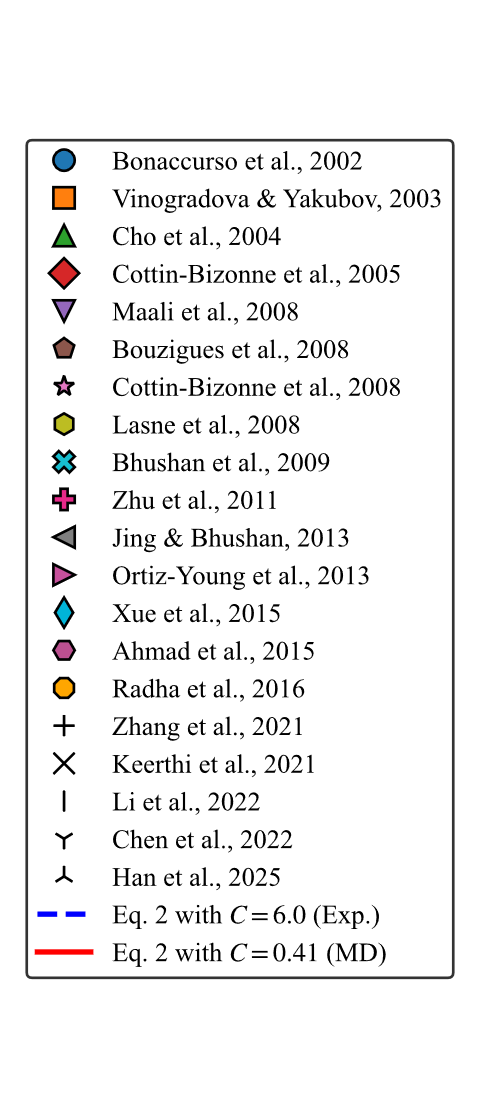 Bonaccurso et al., 2002
Vinogradova & Yakubov, 2003
Cho et al., 2004
Cottin-Bizonne et al., 2005
Maali et al., 2008
Bouzigues et al., 2008
Cottin-Bizonne et al., 2008
Lasne et al., 2008
Bhushan et al., 2009
Zhu et al., 2011
Jing & Bhushan, 2013
Ortiz-Young et al., 2013
Xue et al., 2015
Ahmad et al., 2015
Radha et al., 2016
Zhang et al., 2021
Keerthi et al., 2021
Li et al., 2022
Chen et al., 2022
Han et al., 2025
Eq. 2 with C = 6.0 (Exp.)
Eq. 2 with C = 0.41 (MD)